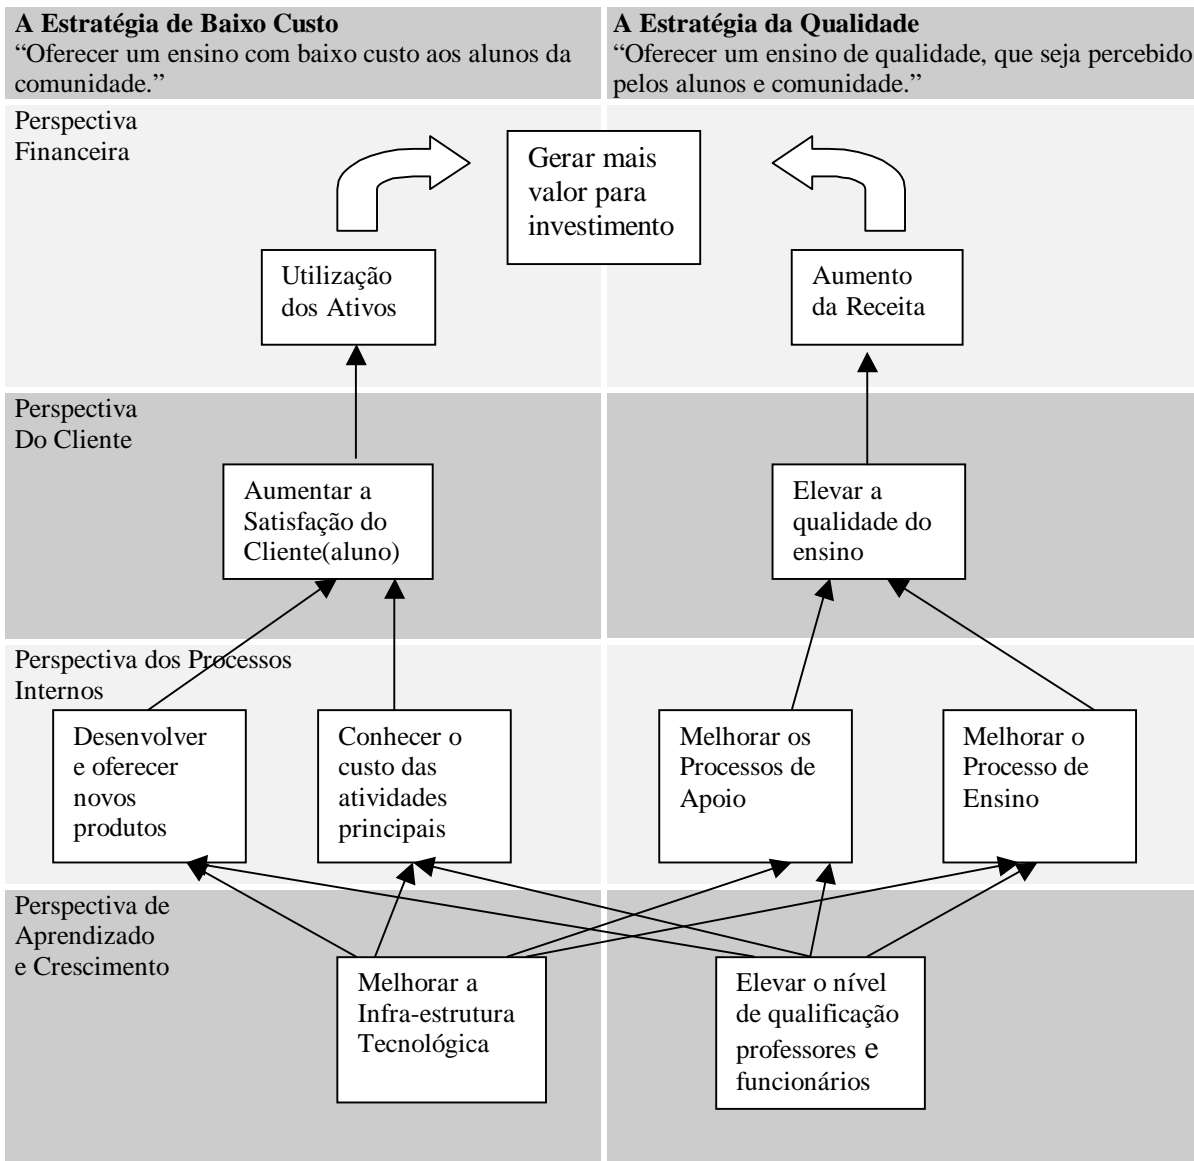 A Estratégia de Baixo Custo
“Oferecer um ensino com baixo custo aos alunos da
comunidade.”
A Estratégia da Qualidade
“Oferecer um ensino de qualidade, que seja percebido
pelos alunos e comunidade.”
Perspectiva
Financeira
Gerar mais
valor para
investimento
Utilização
dos Ativos
Aumento
da Receita
Perspectiva
Do Cliente
Aumentar a
Satisfação do
Cliente(aluno)
Elevar a
qualidade do
ensino
Perspectiva dos Processos
Internos
Desenvolver
e oferecer
novos
produtos
Conhecer o
custo das
atividades
principais
Melhorar os
Processos de
Apoio
Melhorar o
Processo de
Ensino
Perspectiva de
Aprendizado
e Crescimento
Melhorar a
Infra-estrutura
Tecnológica
Elevar o nível
de qualificação
professores e
funcionários